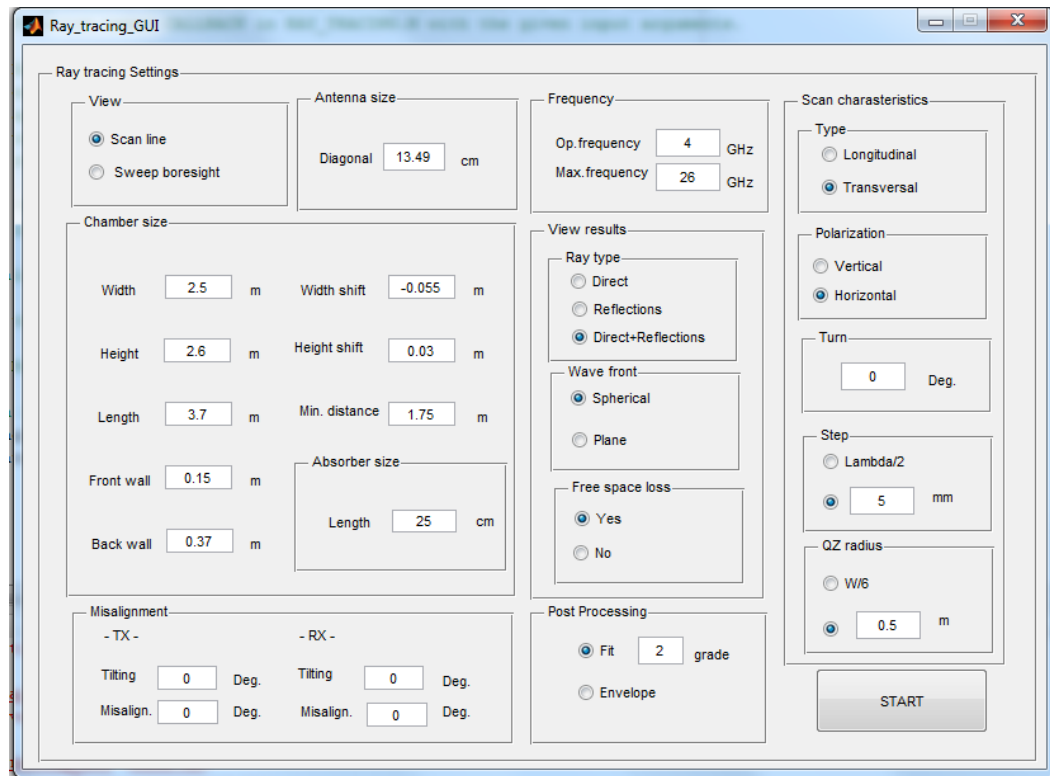 Ray_tracing_GUI
Ray tracing Settings
View
Scan line
Sweep boresight
Antenna size
Diagonal 13.49 cm
Frequency
Op.frequency 4 GHz
Max.frequency 26 GHz
Scan charasteristics
Type
Longitudinal
Transversal
Polarization
Vertical
Horizontal
Turn
0 Deg.
Step
Lambda/2
5 mm
QZ radius
W/6
0.5 m
Chamber size
Width 2.5 m Width shift -0.055 m
Height 2.6 m Height shift 0.03 m
Length 3.7 m Min. distance 1.75 m
Front wall 0.15 m
Back wall 0.37 m
Absorber size
Length 25 cm
View results
Ray type
Direct
Reflections
Direct+Reflections
Wave front
Spherical
Plane
Free space loss
Yes
No
Misalignment
- TX - - RX -
Tilting 0 Deg. Tilting 0 Deg.
Misalign. 0 Deg. Misalign. 0 Deg.
Post Processing
Fit 2 grade
Envelope
START